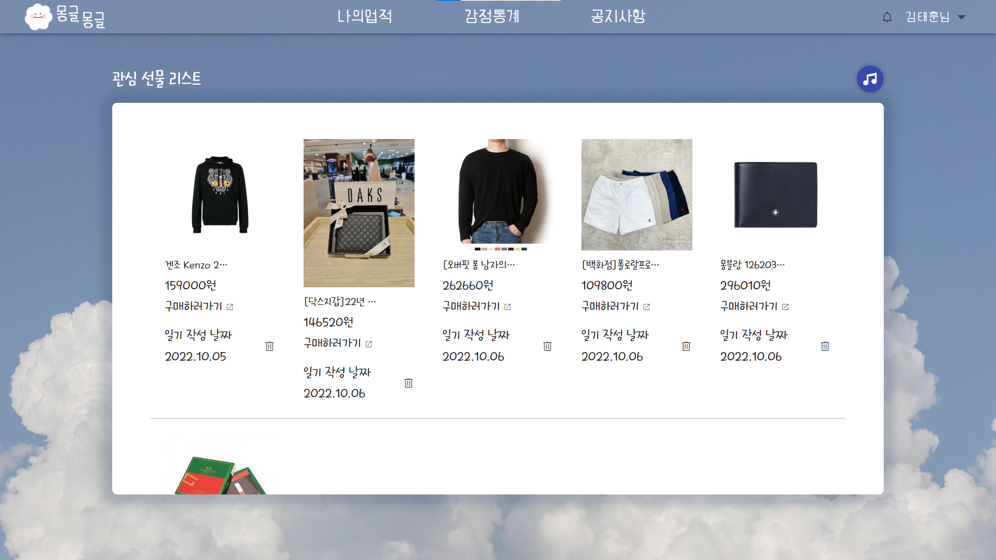 몽글
몽글
나의업적
감정통계
공지사항
김태훈님
관심 선물 리스트
DAKS
겐조 Kenzo 2···
159000원
구매하러가기
일기 작성 날짜
2022.10.05
[닥스지갑]22년 ···
146520원
구매하러가기
일기 작성 날짜
2022.10.06
[오버핏 봄 남자의···
262660원
구매하러가기
일기 작성 날짜
2022.10.06
[백화점]폴로랄프로···
109800원
구매하러가기
일기 작성 날짜
2022.10.06
몽블랑 126203···
296010원
구매하러가기
일기 작성 날짜
2022.10.06